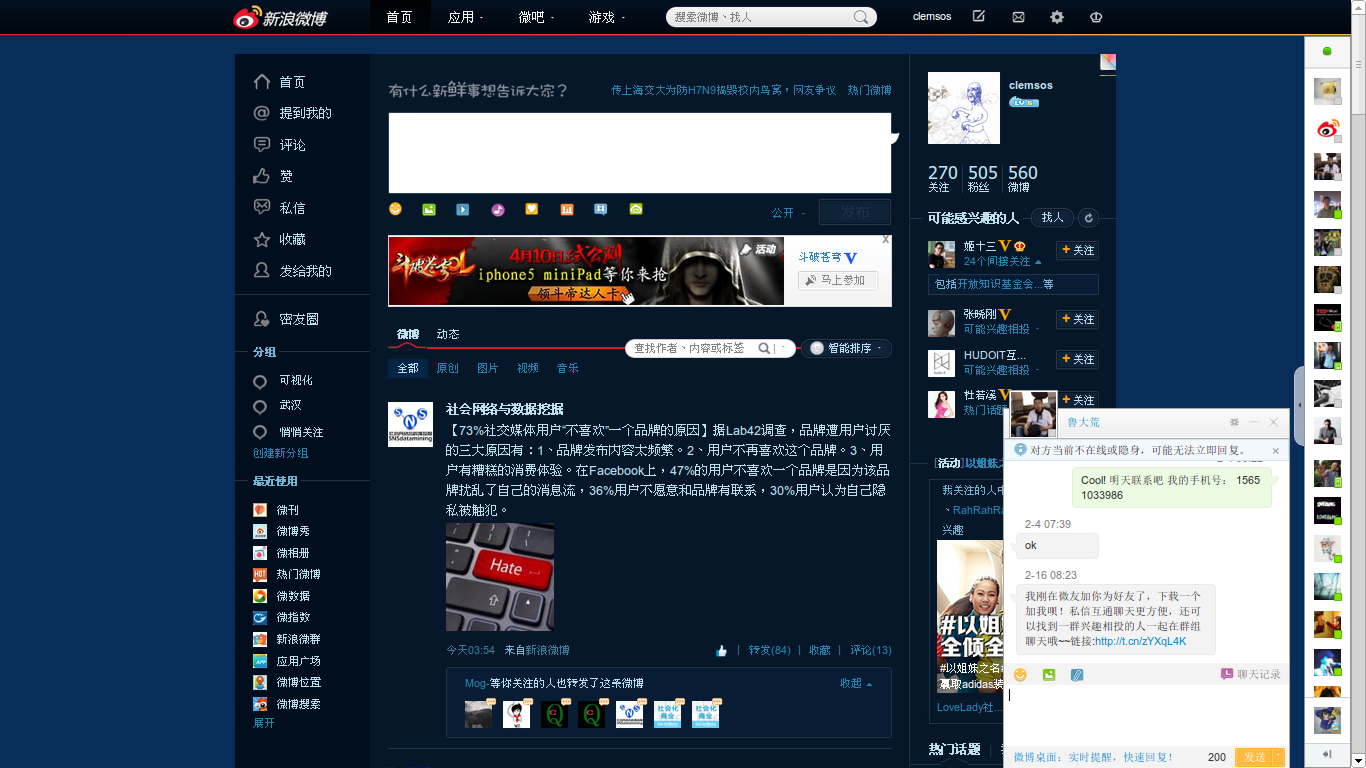 新浪微博
首页
应用
微吧
游戏
搜索微博、找人
clemsos
首页
提到我的
评论
赞
私信
收藏
发给我的
密友圈
分组
可视化
武汉
悄悄关注
创建新分组
最近使用
微刊
微博秀
微相册
热门微博
微数据
微指数
新浪微群
应用广场
微博位置
微博搜爱
展开
有什么新鲜事想告诉大家？
传上海交大为防H7N9捅毁校内鸟窝，网友争议 热门微博
公开
发布
斗破苍穹OL
4月10日
iphone5 miniPad等你来抢
领斗帝达人卡
活动
斗破苍穹
马上参加
微博
动态
查找作者、内容或标签
智能排序
全部
原创
图片
视频
音乐
社会网络与数据挖掘
【73%社交媒体用户“不喜欢”一个品牌的原因】据Lab42调查，品牌遭用户讨厌
的三大原因有：1、品牌发布内容太频繁。2、用户不再喜欢这个品牌。3、用
户有糟糕的消费体验。在Facebook上，47%的用户不喜欢一个品牌是因为该品
牌扰乱了自己的消息流，36%用户不愿意和品牌有联系，30%用户认为自己隐
私被触犯。
SNS
SNSdatamining
Hate
今天03:54 来自新浪微博
转发(84)
收藏
评论(13)
Mog-等你关注的人也转发了这条微博
收起
clemsos
270
505
560
关注
粉丝
微博
可能感兴趣的人
找人
姬十三
24个间接关注
+关注
包括开放知识基金会...等
张栋刚
可能兴趣相投
+关注
HUDOIT互...
可能兴趣相投
+关注
杜若溪
热门话题
+关注
[活动]以姐妹
我关注的人中
、RahRahRa
兴趣
#以姐妹
全倾全
#以姐妹之名
赢取adidas装
LoveLady社...
热门话题
鲁大荒
对方当前不在线或隐身，可能无法立即回复。
Cool! 明天联系吧 我的手机号： 1565
1033986
2-4 07:39
ok
2-16 08:23
我刚在微友加你为好友了，下载一个
加我呗！私信互通聊天更方便，还可
以找到一群兴趣相投的人一起在群组
聊天哦~~链接:http://t.cn/zYXqL4K
聊天记录
微博桌面：实时提醒，快速回复！
200
发送